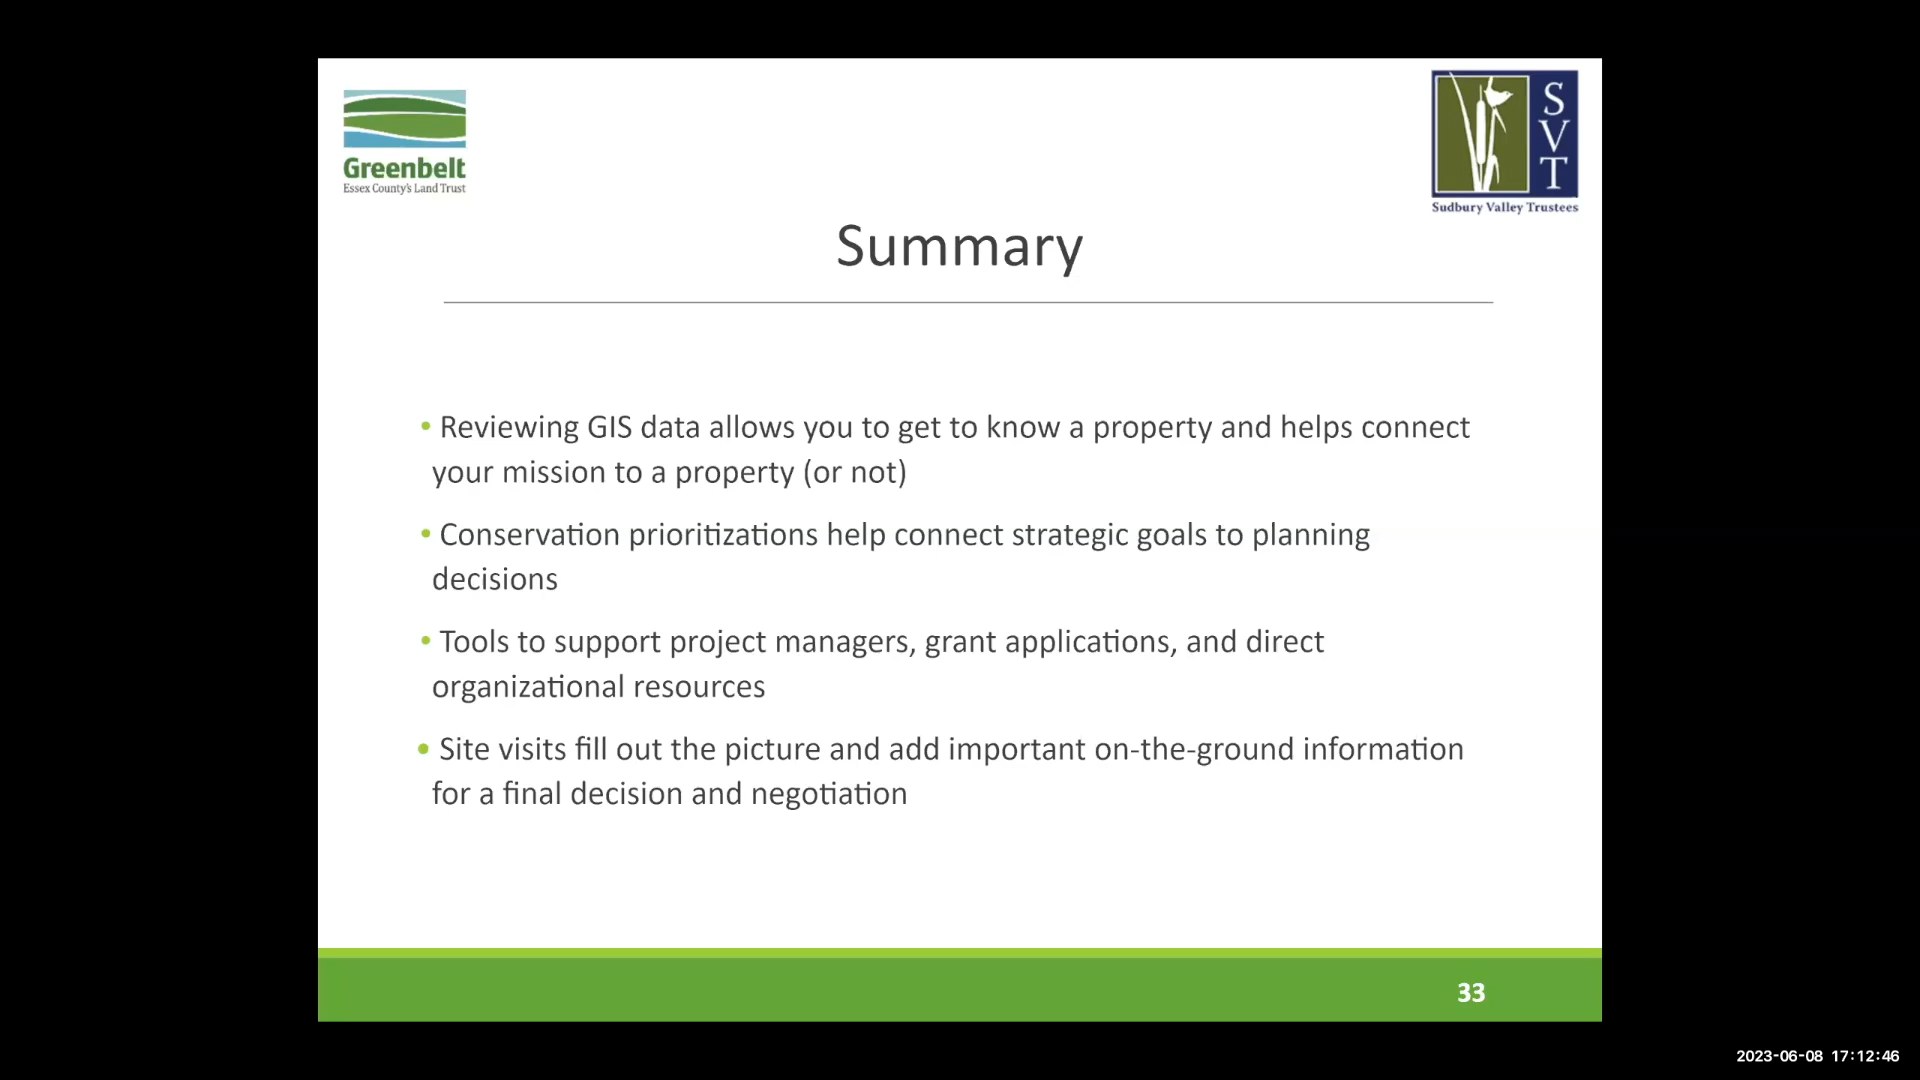 Greenbelt
Essex County's Land Trust
S
V
T
Sudbury Valley Trustees
Summary
• Reviewing GIS data allows you to get to know a property and helps connect
your mission to a property (or not)
• Conservation prioritizations help connect strategic goals to planning
decisions
• Tools to support project managers, grant applications, and direct
organizational resources
• Site visits fill out the picture and add important on-the-ground information
for a final decision and negotiation
33
2023-06-08 17:12:46